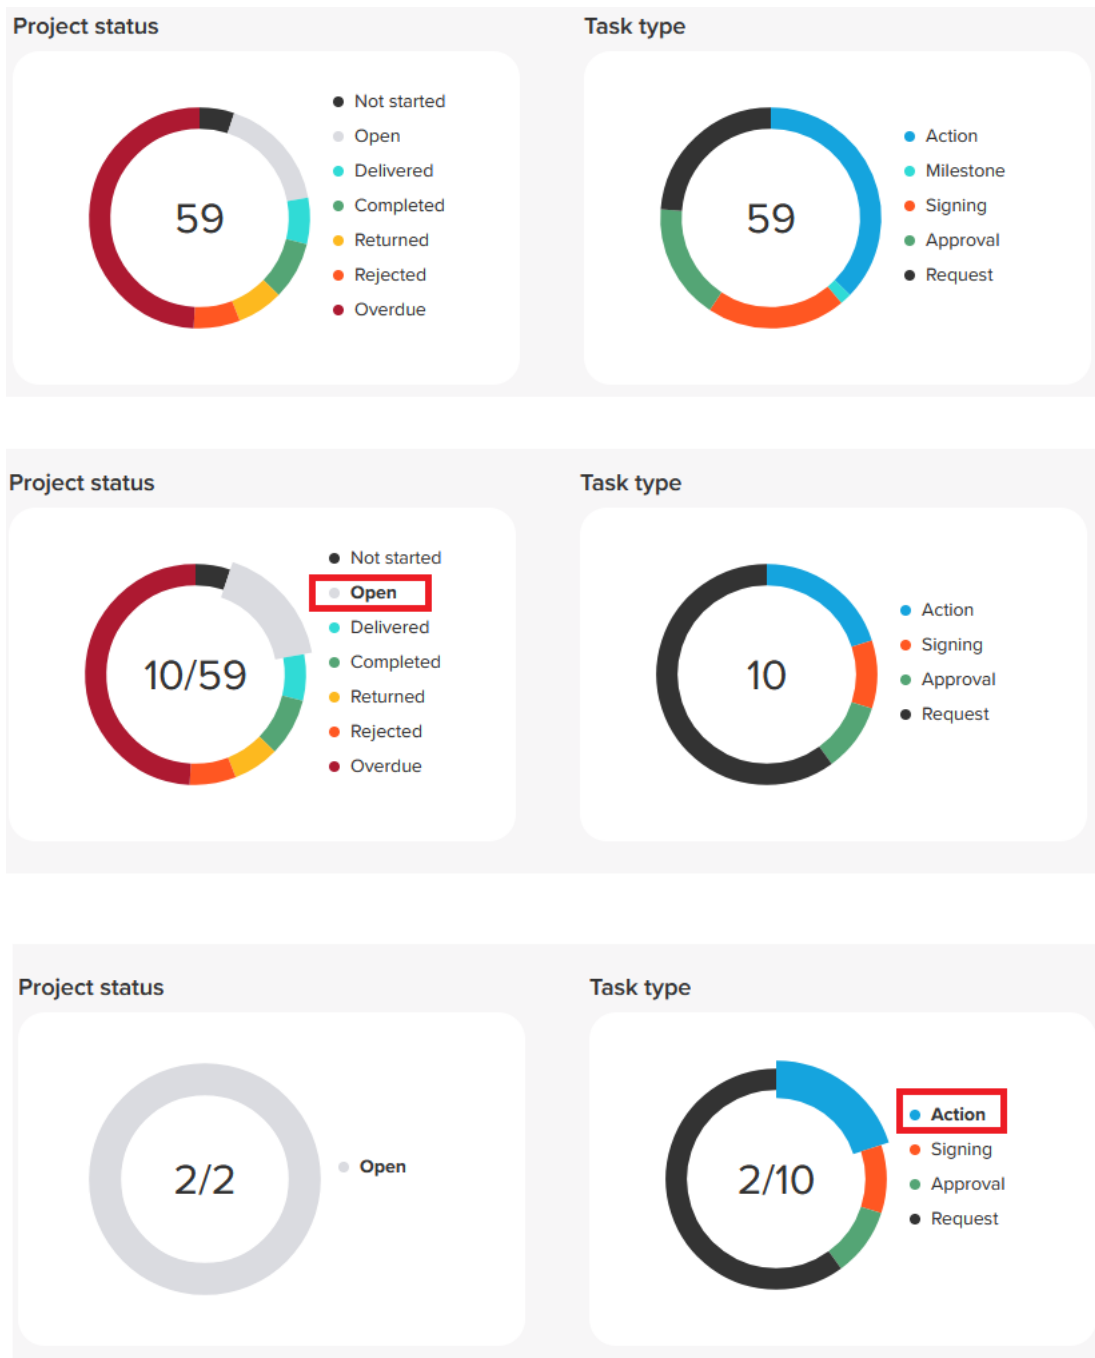 Project status
59
Not started
Open
Delivered
Completed
Returned
Rejected
Overdue
Task type
59
Action
Milestone
Signing
Approval
Request
Project status
10/59
Not started
Open
Delivered
Completed
Returned
Rejected
Overdue
Task type
10
Action
Signing
Approval
Request
Project status
2/2
Open
Task type
2/10
Action
Signing
Approval
Request